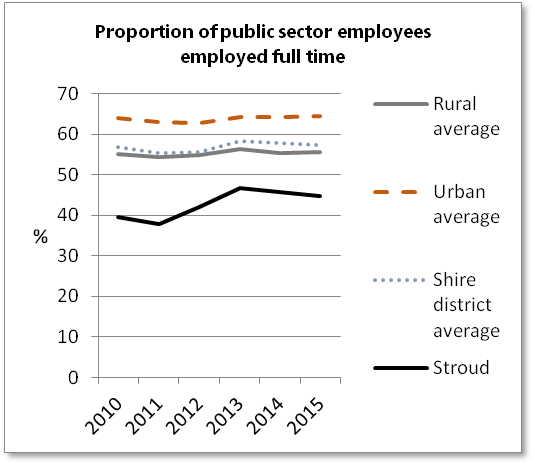 Proportion of public sector employees
employed full time
70
60
50
40
30
20
10
0
%
2010
2011
2012
2013
2014
2015
Rural
average
Urban
average
Shire
district
average
Stroud